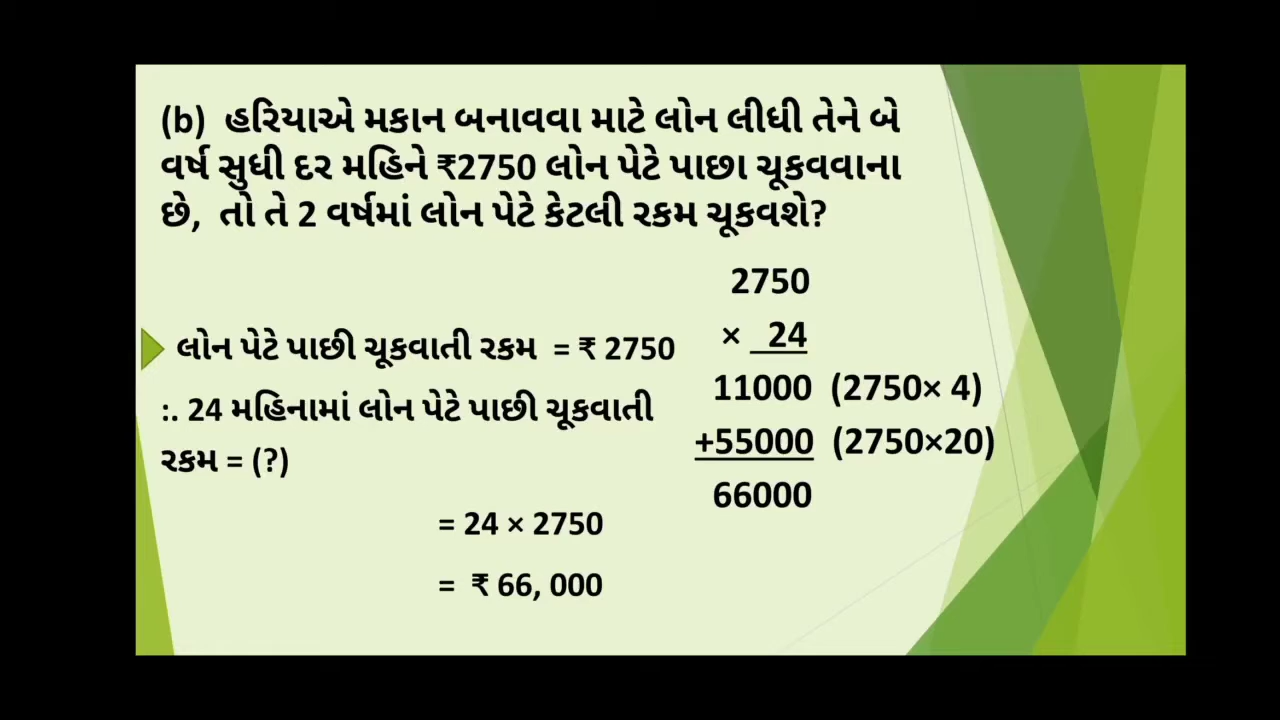 (b) હરિયાએ મકાન બનાવવા માટે લોન લીધી તેને બે
વર્ષ સુધી દર મહિને ₹2750 લોન પેટે પાછા ચૂકવવાના
છે, તો તે 2 વર્ષમાં લોન પેટે કેટલી રકમ ચૂકવશે?
2750
× 24
લોન પેટે પાછી ચૂકવાતી રકમ = ₹ 2750
11000 (2750× 4)
:. 24 મહિનામાં લોન પેટે પાછી ચૂકવાતી
+55000 (2750×20)
રકમ = (?)
66000
= 24 × 2750
= ₹ 66, 000